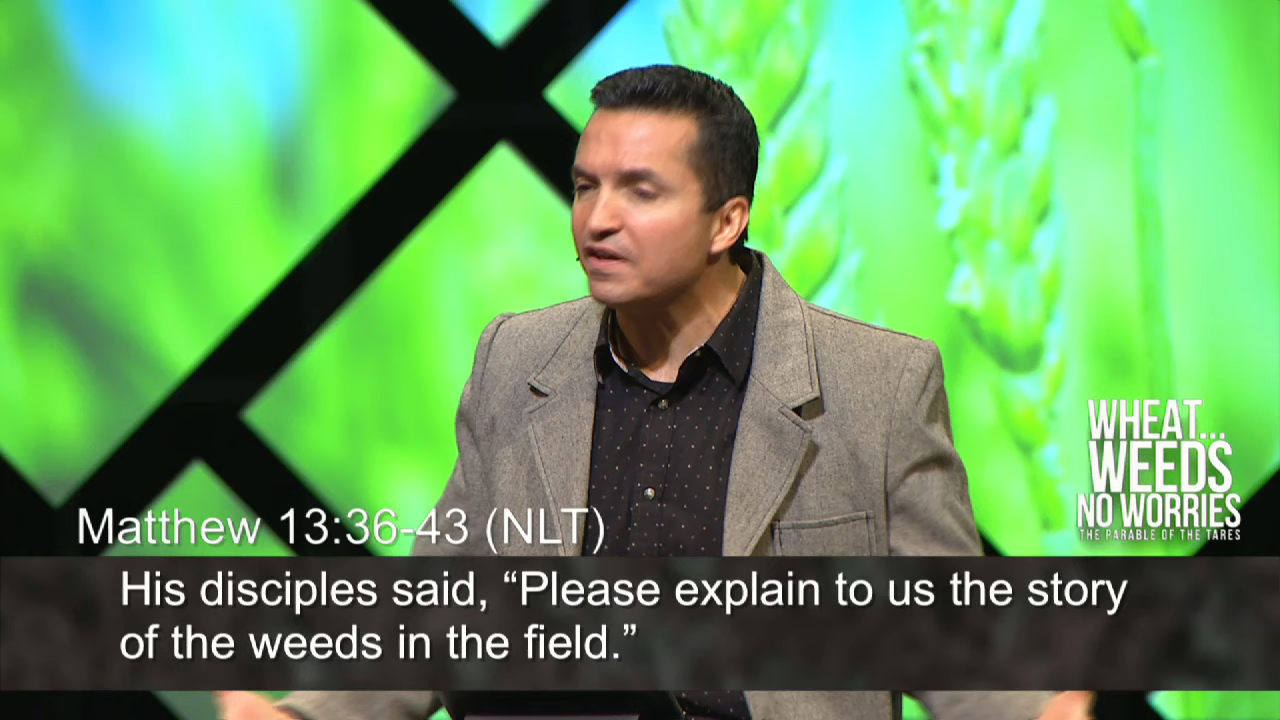 WHEAT...
WEEDS
NO WORRIES
THE PARABLE OF THE TARES
Matthew 13:36-43 (NLT)
His disciples said, “Please explain to us the story
of the weeds in the field.”